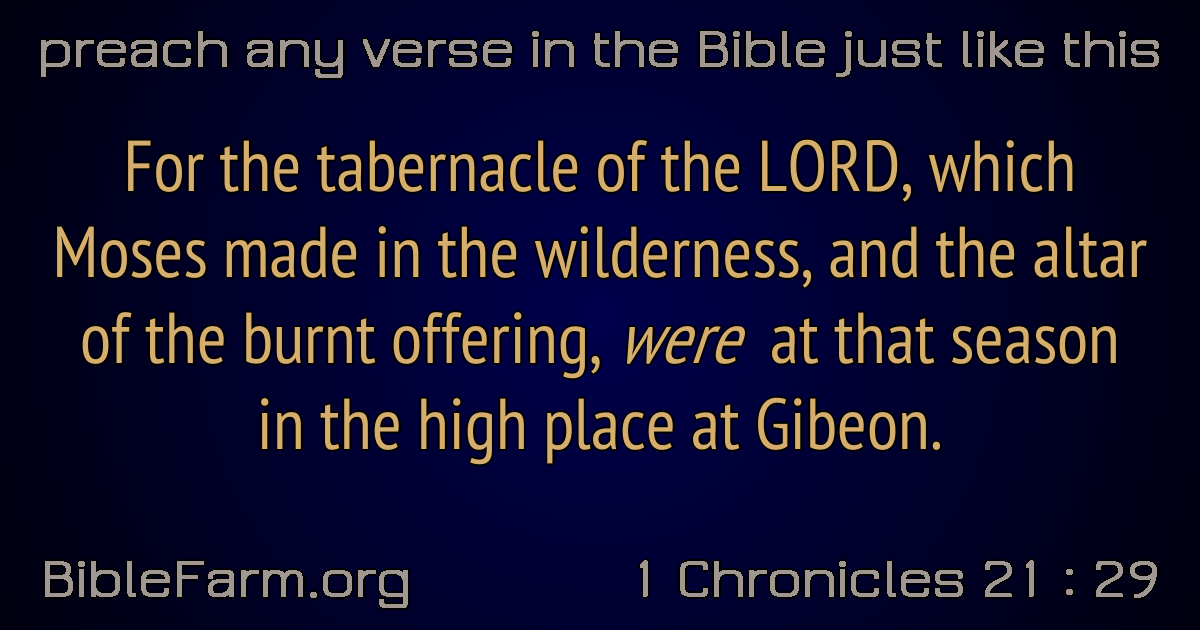 preach any verse in the Bible just like this
For the tabernacle of the LORD, which
Moses made in the wilderness, and the altar
of the burnt offering, were at that season
in the high place at Gibeon.
BibleFarm.org
1 Chronicles 21 : 29